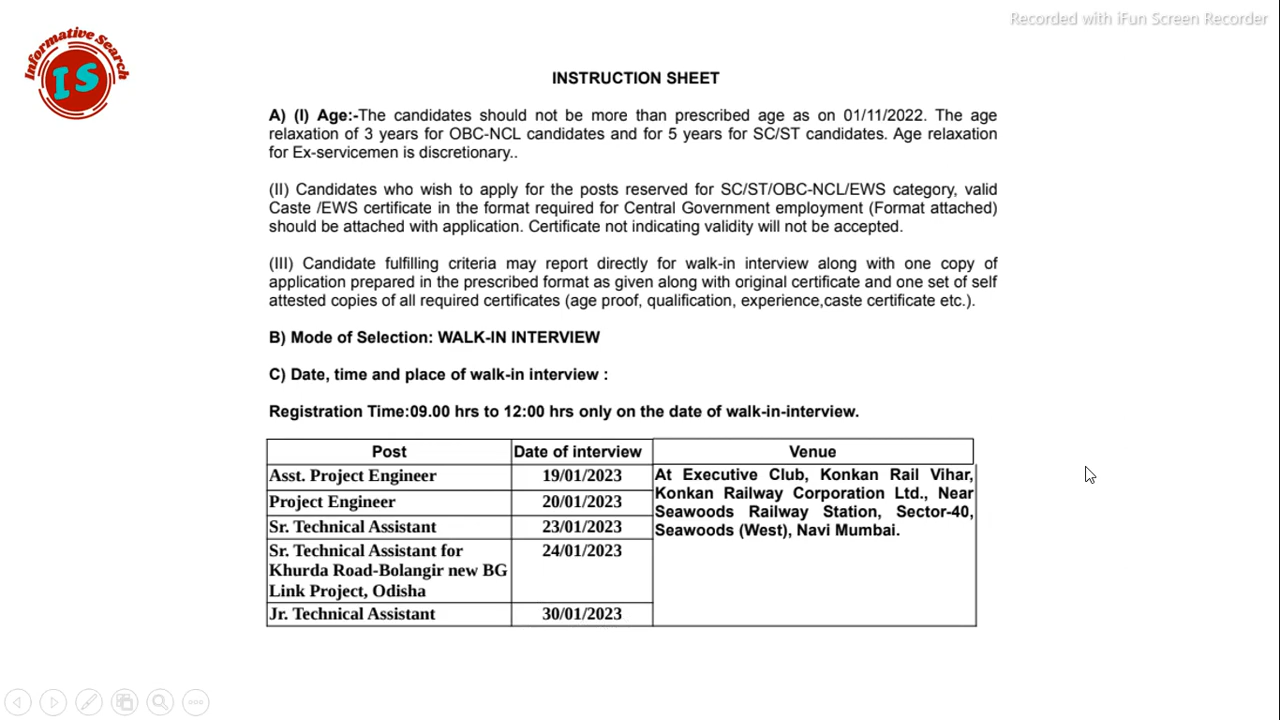 Recorded with iFun Screen Recorder
Informative Search
IS
INSTRUCTION SHEET
A) (I) Age:-The candidates should not be more than prescribed age as on 01/11/2022. The age
relaxation of 3 years for OBC-NCL candidates and for 5 years for SC/ST candidates. Age relaxation
for Ex-servicemen is discretionary..
(II) Candidates who wish to apply for the posts reserved for SC/ST/OBC-NCL/EWS category, valid
Caste /EWS certificate in the format required for Central Government employment (Format attached)
should be attached with application. Certificate not indicating validity will not be accepted.
(III) Candidate fulfilling criteria may report directly for walk-in interview along with one copy of
application prepared in the prescribed format as given along with original certificate and one set of self
attested copies of all required certificates (age proof, qualification, experience,caste certificate etc.).
B) Mode of Selection: WALK-IN INTERVIEW
C) Date, time and place of walk-in interview :
Registration Time:09.00 hrs to 12:00 hrs only on the date of walk-in-interview.
Post Date of interview Venue
Asst. Project Engineer 19/01/2023 At Executive Club, Konkan Rail Vihar,
Konkan Railway Corporation Ltd., Near
Project Engineer 20/01/2023
Seawoods Railway Station, Sector-40,
Sr. Technical Assistant 23/01/2023 Seawoods (West), Navi Mumbai.
Sr. Technical Assistant for 24/01/2023
Khurda Road-Bolangir new BG
Link Project, Odisha
Jr. Technical Assistant 30/01/2023